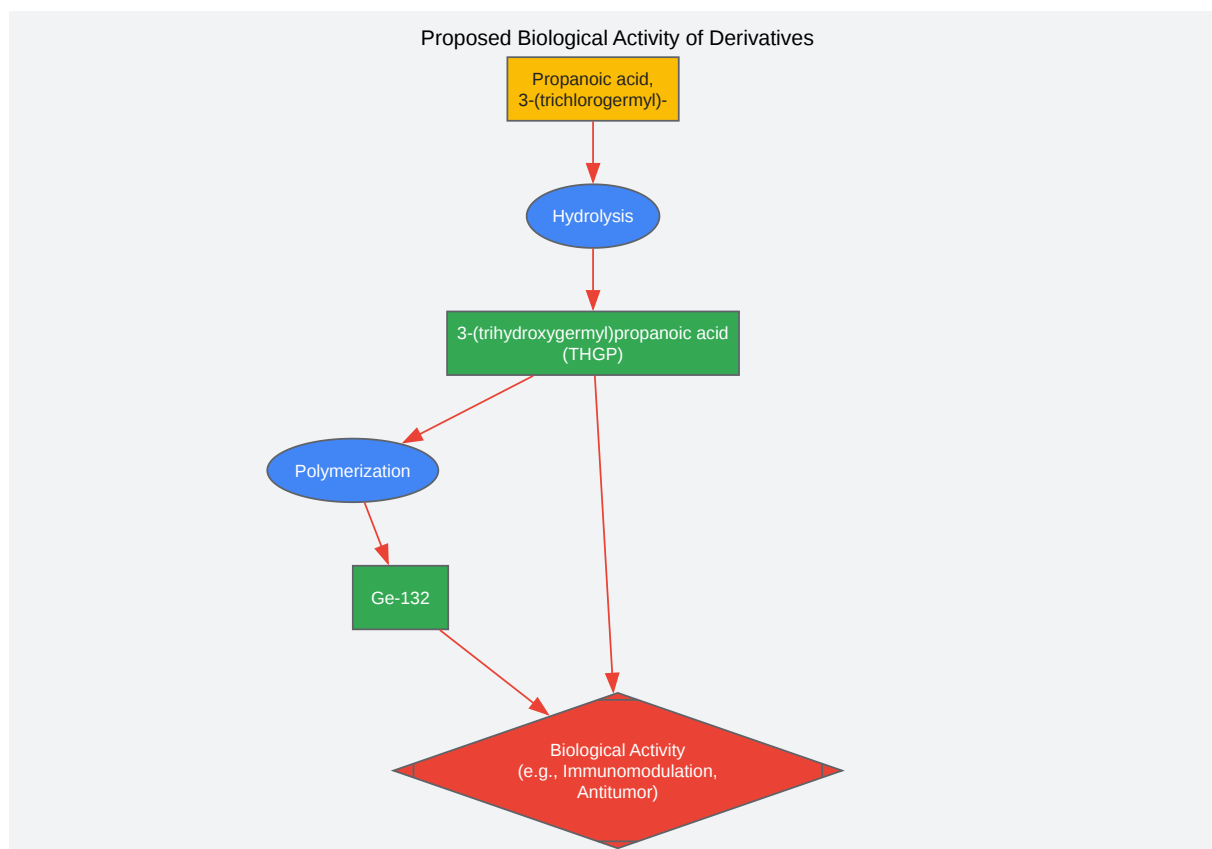 Proposed Biological Activity of Derivatives
Propanoic acid,
3-(trichlorogermyl)-
Hydrolysis
3-(trihydroxygermyl)propanoic acid
(THGP)
Polymerization
Ge-132
Biological Activity
(e.g., Immunomodulation,
Antitumor)